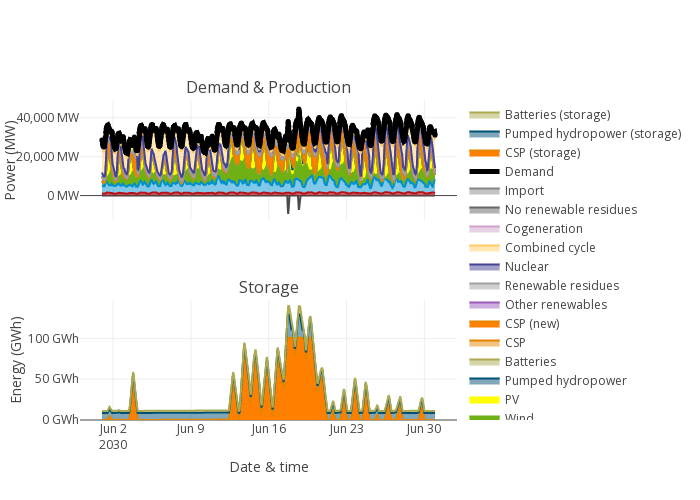 Demand & Production
Power (MW)
40,000 MW
20,000 MW
0 MW
Storage
Energy (GWh)
100 GWh
50 GWh
0 GWh
Jun 2
2030
Jun 9
Jun 16
Jun 23
Jun 30
Date & time
Batteries (storage)
Pumped hydropower (storage)
CSP (storage)
Demand
Import
No renewable residues
Cogeneration
Combined cycle
Nuclear
Renewable residues
Other renewables
CSP (new)
CSP
Batteries
Pumped hydropower
PV
Wind